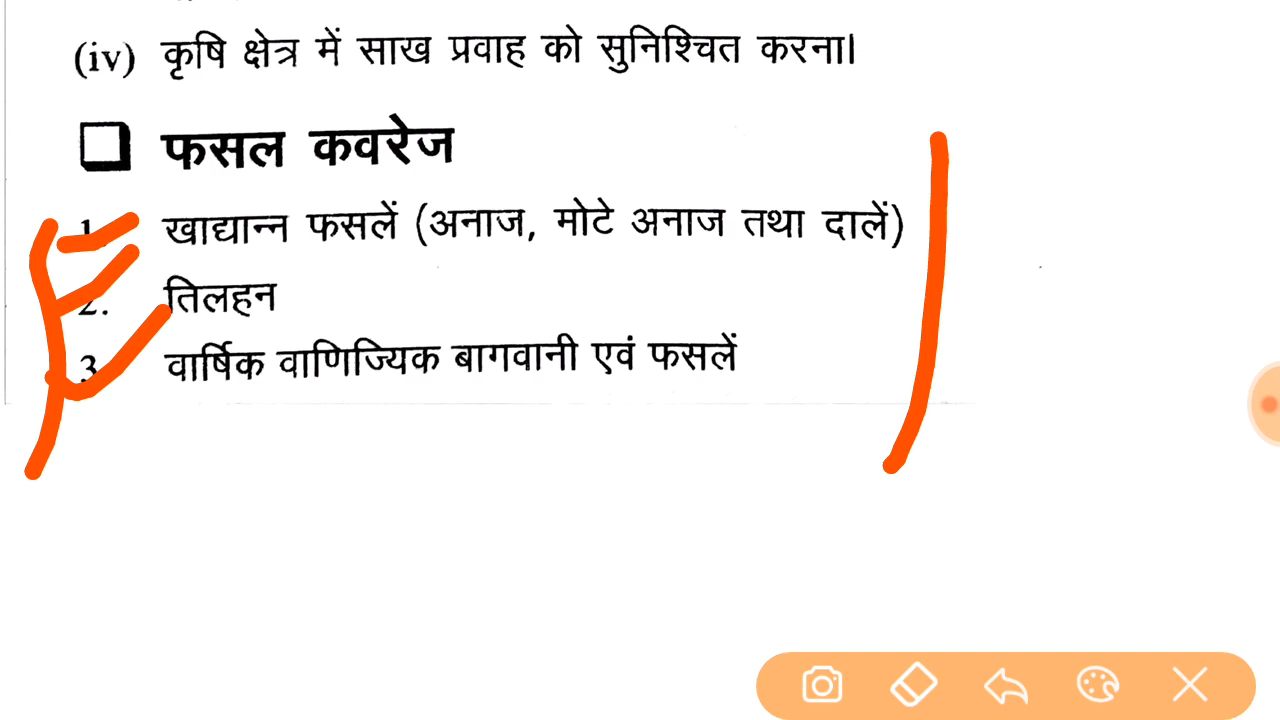 (iv) कृषि क्षेत्र में साख प्रवाह को सुनिश्चित करना।
फसल कवरेज
1. खाद्यान्न फसलें (अनाज, मोटे अनाज तथा दालें)
2. तिलहन
3. वार्षिक वाणिज्यिक बागवानी एवं फसलें